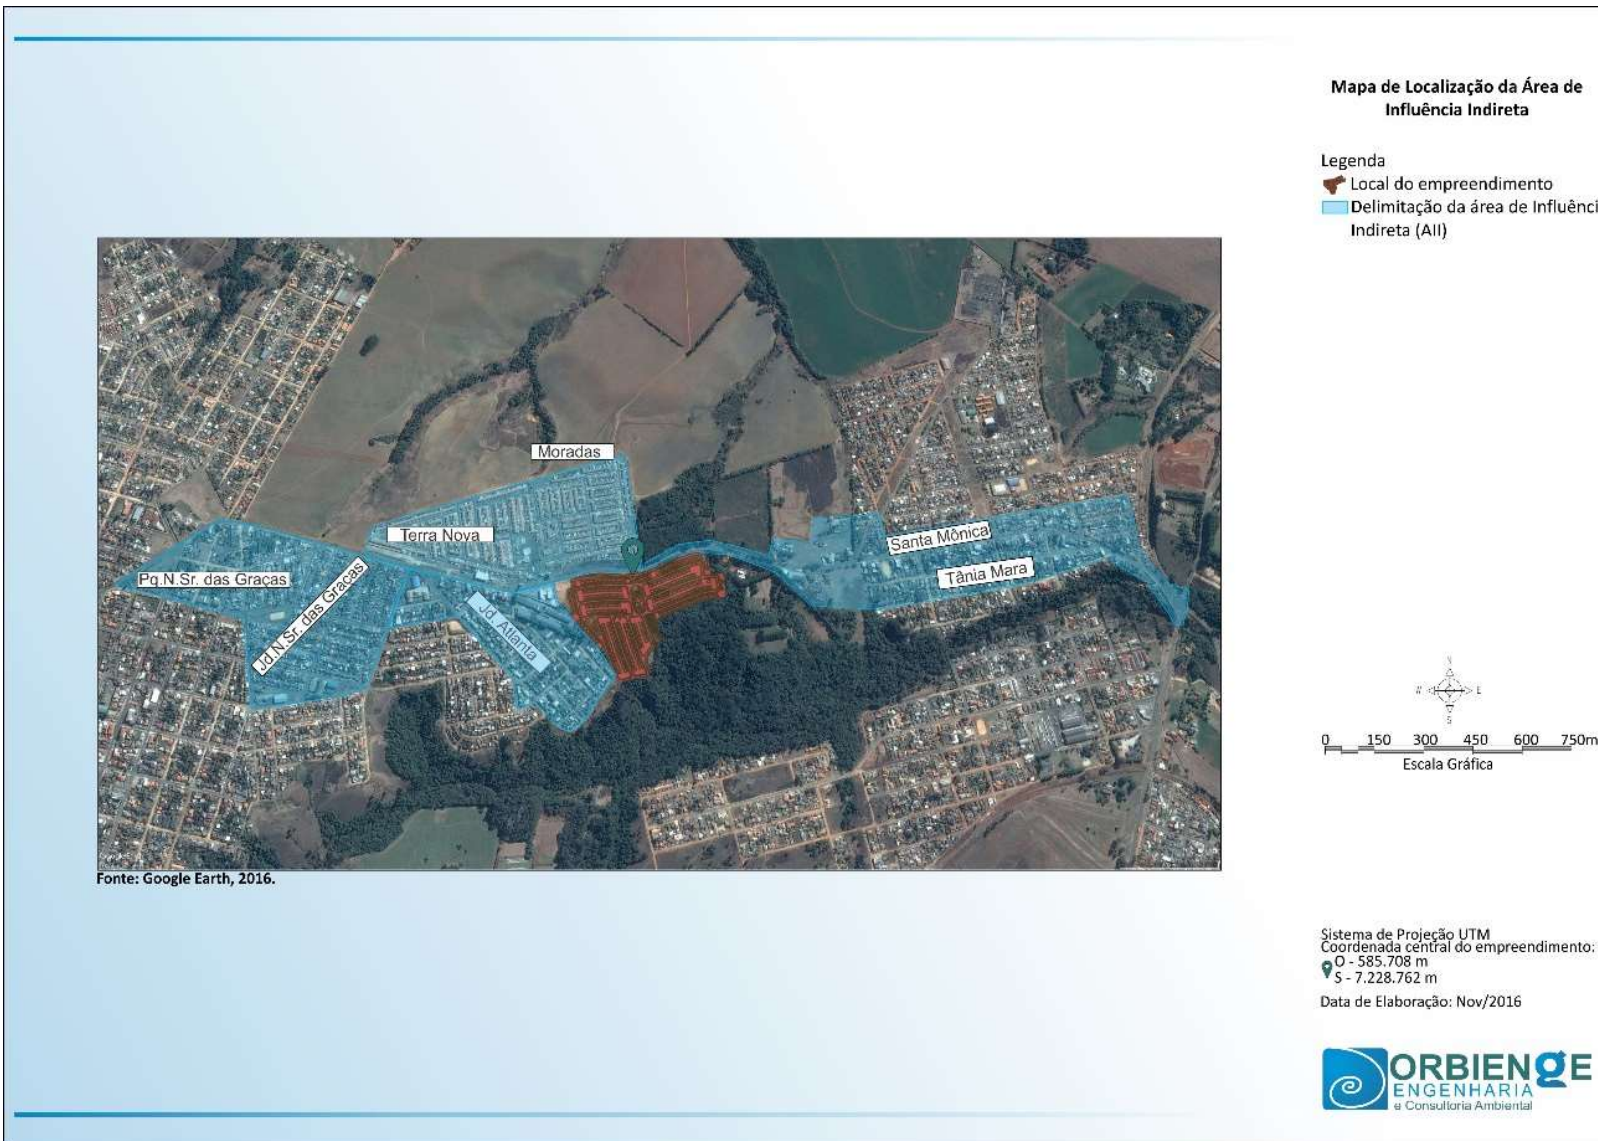 Mapa de Localização da Área de
Influência Indireta
Legenda
Local do empreendimento
Delimitação da área de Influênci
Indireta (AII)
Moradas
Terra Nova
Pq.N.Sr. das Graças
Jd.N.Sr. das Graças
Jd. Atlanta
Santa Mônica
Tânia Mara
Fonte: Google Earth, 2016.
N
W
E
S
0 150 300 450 600 750m
Escala Gráfica
Sistema de Projeção UTM
Coordenada central do empreendimento:
O - 585.708 m
S - 7.228.762 m
Data de Elaboração: Nov/2016
ORBIENGE
ENGENHARIA
e Consultoria Ambiental